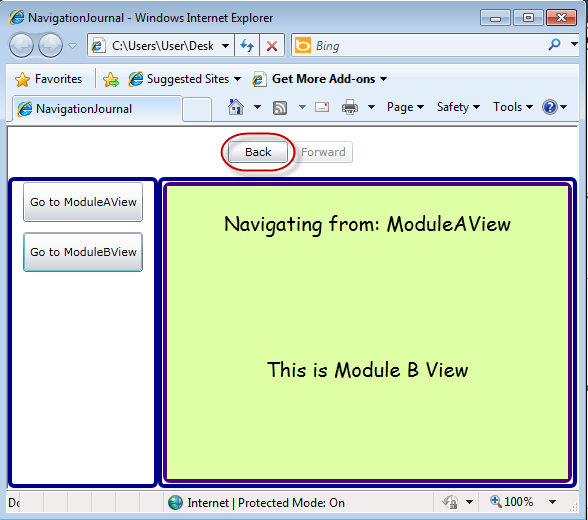 NavigationJournal - Windows Internet Explorer
C:\Users\User\Desk
Bing
Favorites Suggested Sites Get More Add-ons
NavigationJournal Page Safety Tools
Back Forward
Go to ModuleAView
Navigating from: ModuleAView
Go to ModuleBView
This is Module B View
Internet | Protected Mode: On 100%